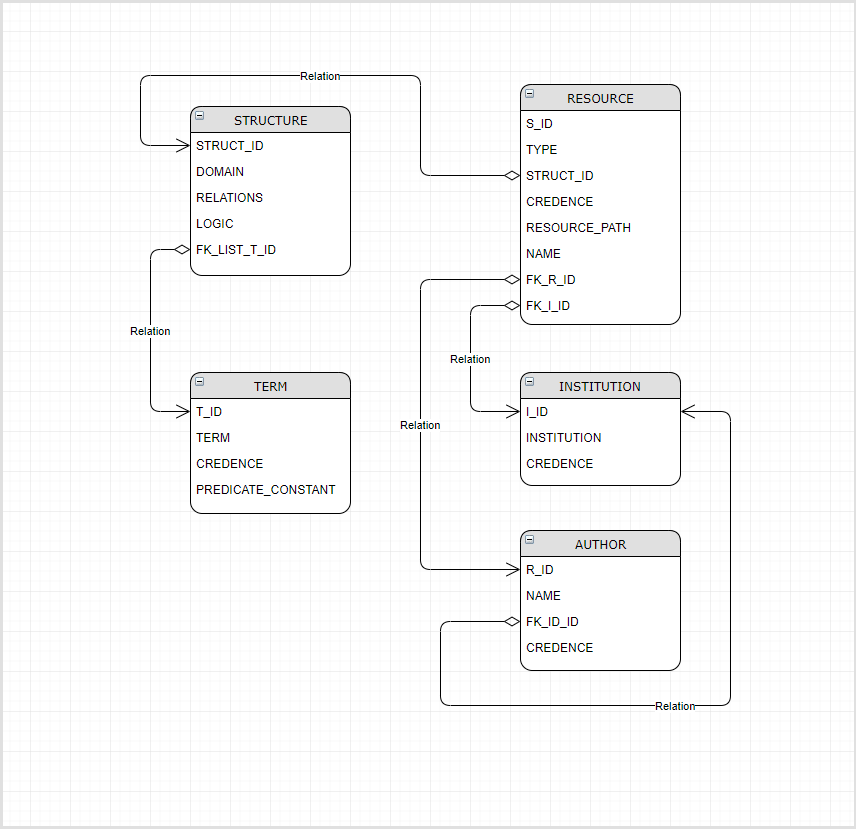 Relation
STRUCTURE
STRUCT_ID
DOMAIN
RELATIONS
LOGIC
FK_LIST_T_ID
RESOURCE
S_ID
TYPE
STRUCT_ID
CREDENCE
RESOURCE_PATH
NAME
FK_R_ID
FK_I_ID
Relation
Relation
Relation
TERM
T_ID
TERM
CREDENCE
PREDICATE_CONSTANT
INSTITUTION
I_ID
INSTITUTION
CREDENCE
AUTHOR
R_ID
NAME
FK_ID_ID
CREDENCE
Relation